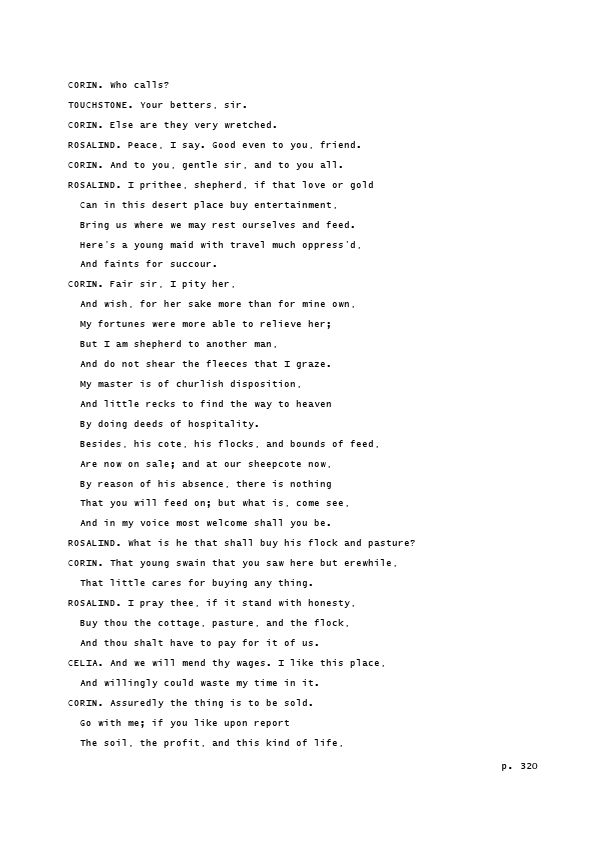 CORIN. Who calls?
TOUCHSTONE. Your betters, sir.
CORIN. Else are they very wretched.
ROSALIND. Peace, I say. Good even to you, friend.
CORIN. And to you, gentle sir, and to you all.
ROSALIND. I prithee, shepherd, if that love or gold
Can in this desert place buy entertainment,
Bring us where we may rest ourselves and feed.
Here's a young maid with travel much oppress'd,
And faints for succour.
CORIN. Fair sir, I pity her,
And wish, for her sake more than for mine own,
My fortunes were more able to relieve her;
But I am shepherd to another man,
And do not shear the fleeces that I graze.
My master is of churlish disposition,
And little recks to find the way to heaven
By doing deeds of hospitality.
Besides, his cote, his flocks, and bounds of feed,
Are now on sale; and at our sheepcote now,
By reason of his absence, there is nothing
That you will feed on; but what is, come see,
And in my voice most welcome shall you be.
ROSALIND. What is he that shall buy his flock and pasture?
CORIN. That young swain that you saw here but erewhile,
That little cares for buying any thing.
ROSALIND. I pray thee, if it stand with honesty,
Buy thou the cottage, pasture, and the flock,
And thou shalt have to pay for it of us.
CELIA. And we will mend thy wages. I like this place,
And willingly could waste my time in it.
CORIN. Assuredly the thing is to be sold.
Go with me; if you like upon report
The soil, the profit, and this kind of life,
p. 320